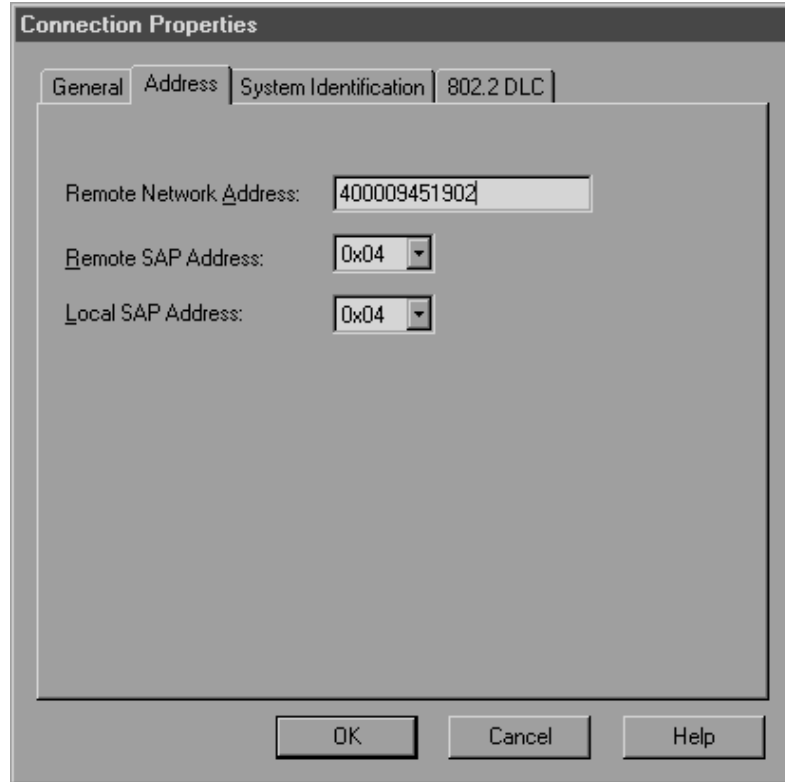 Connection Properties
General Address System Identification 802.2 DLC
Remote Network Address: 400009451902
Remote SAP Address: 0x04
Local SAP Address: 0x04
OK Cancel Help